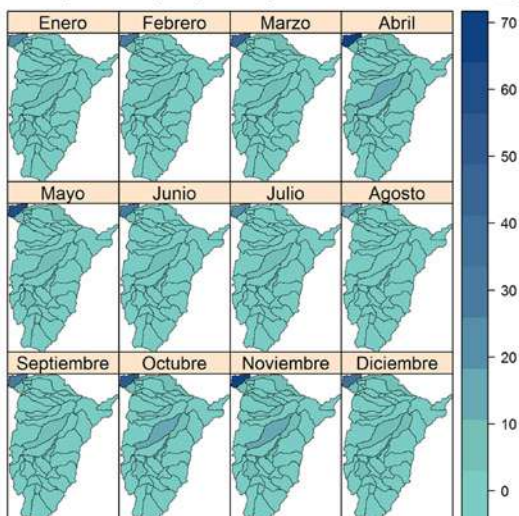 Enero Febrero Marzo Abril
Mayo Junio Julio Agosto
Septiembre Octubre Noviembre Diciembre
70
60
50
40
30
20
10
0